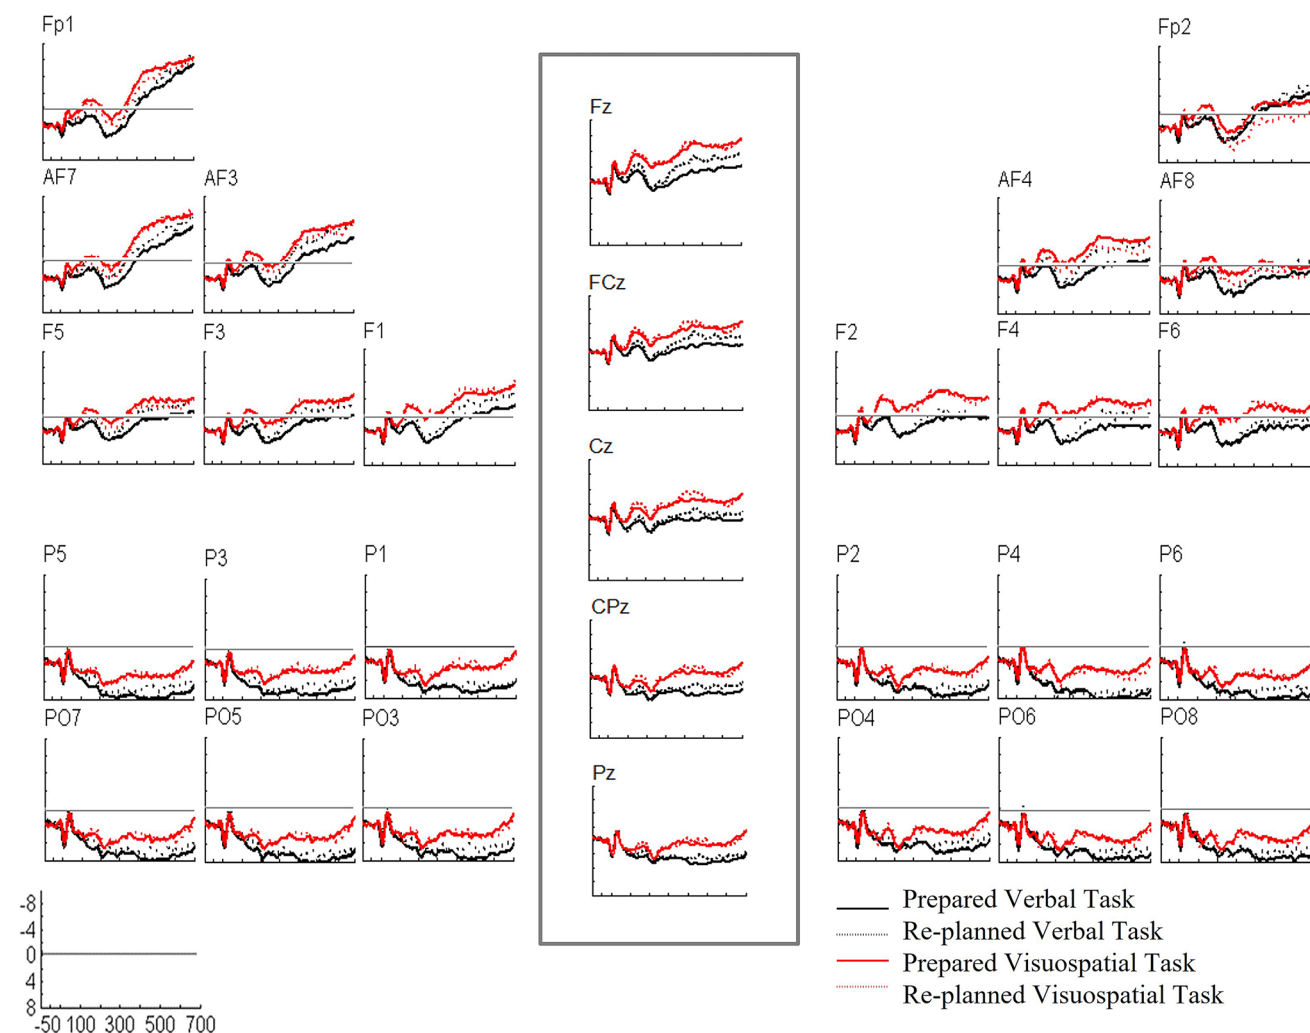 Fp1
Fp2
AF7
AF3
Fz
AF4
AF8
FCz
F5
F3
F1
F2
F4
F6
Cz
P5
P3
P1
P2
P4
P6
CPz
PO7
PO5
PO3
PO4
PO6
PO8
Pz
-8
-4
0
4
8
-50 100 300 500 700
Prepared Verbal Task
Re-planned Verbal Task
Prepared Visuospatial Task
Re-planned Visuospatial Task